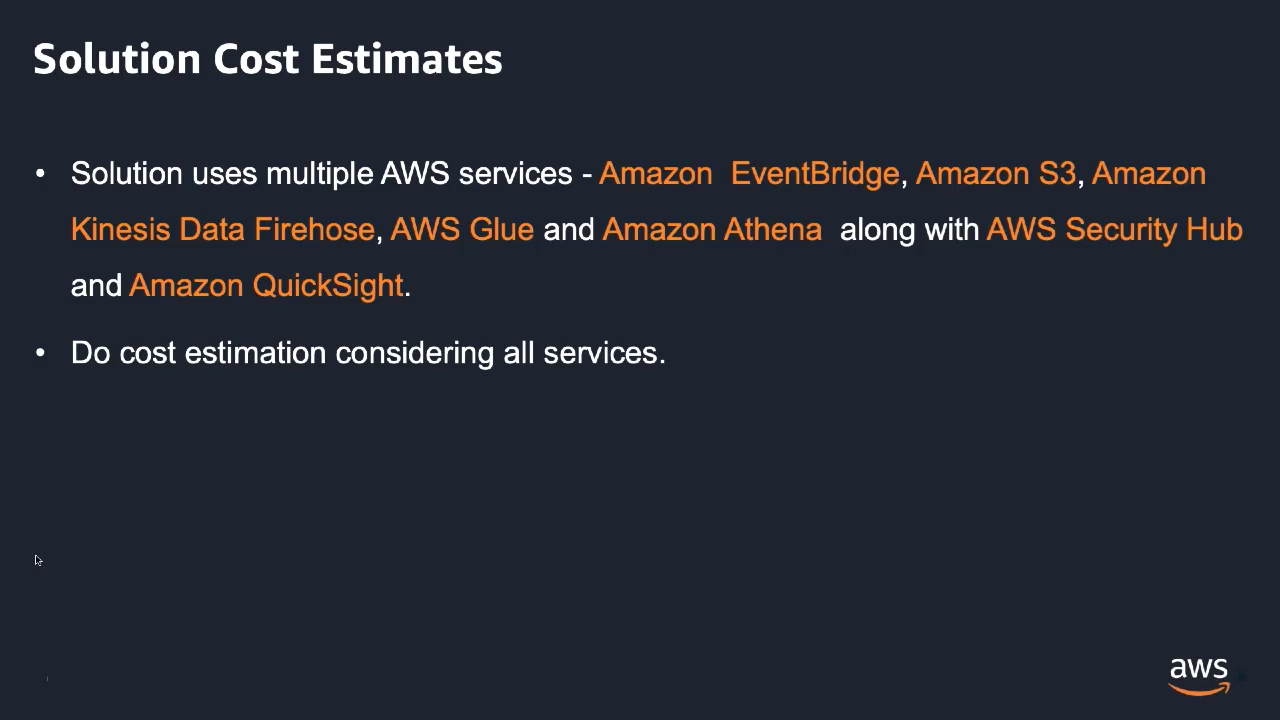 Solution Cost Estimates
• Solution uses multiple AWS services - Amazon  EventBridge, Amazon S3, Amazon
Kinesis Data Firehose, AWS Glue and Amazon Athena  along with AWS Security Hub
and Amazon QuickSight.
• Do cost estimation considering all services.
aws